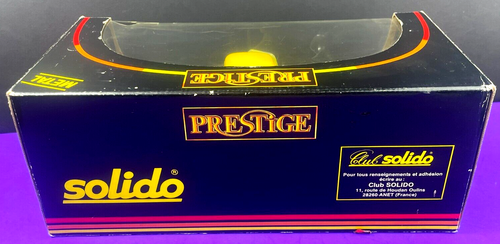 METAL
PRESTIGE
PRESTIGE
solido®
Club solido
Pour tous renseignements et adhésion
écrire au :
Club SOLIDO
11, route de Houdan Oulins
28260 ANET (France)